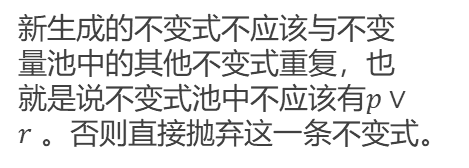 新生成的不变式不应该与不变
量池中的其他不变式重复，也
就是说不变式池中不应该有p ∨
r 。否则直接抛弃这一条不变式。